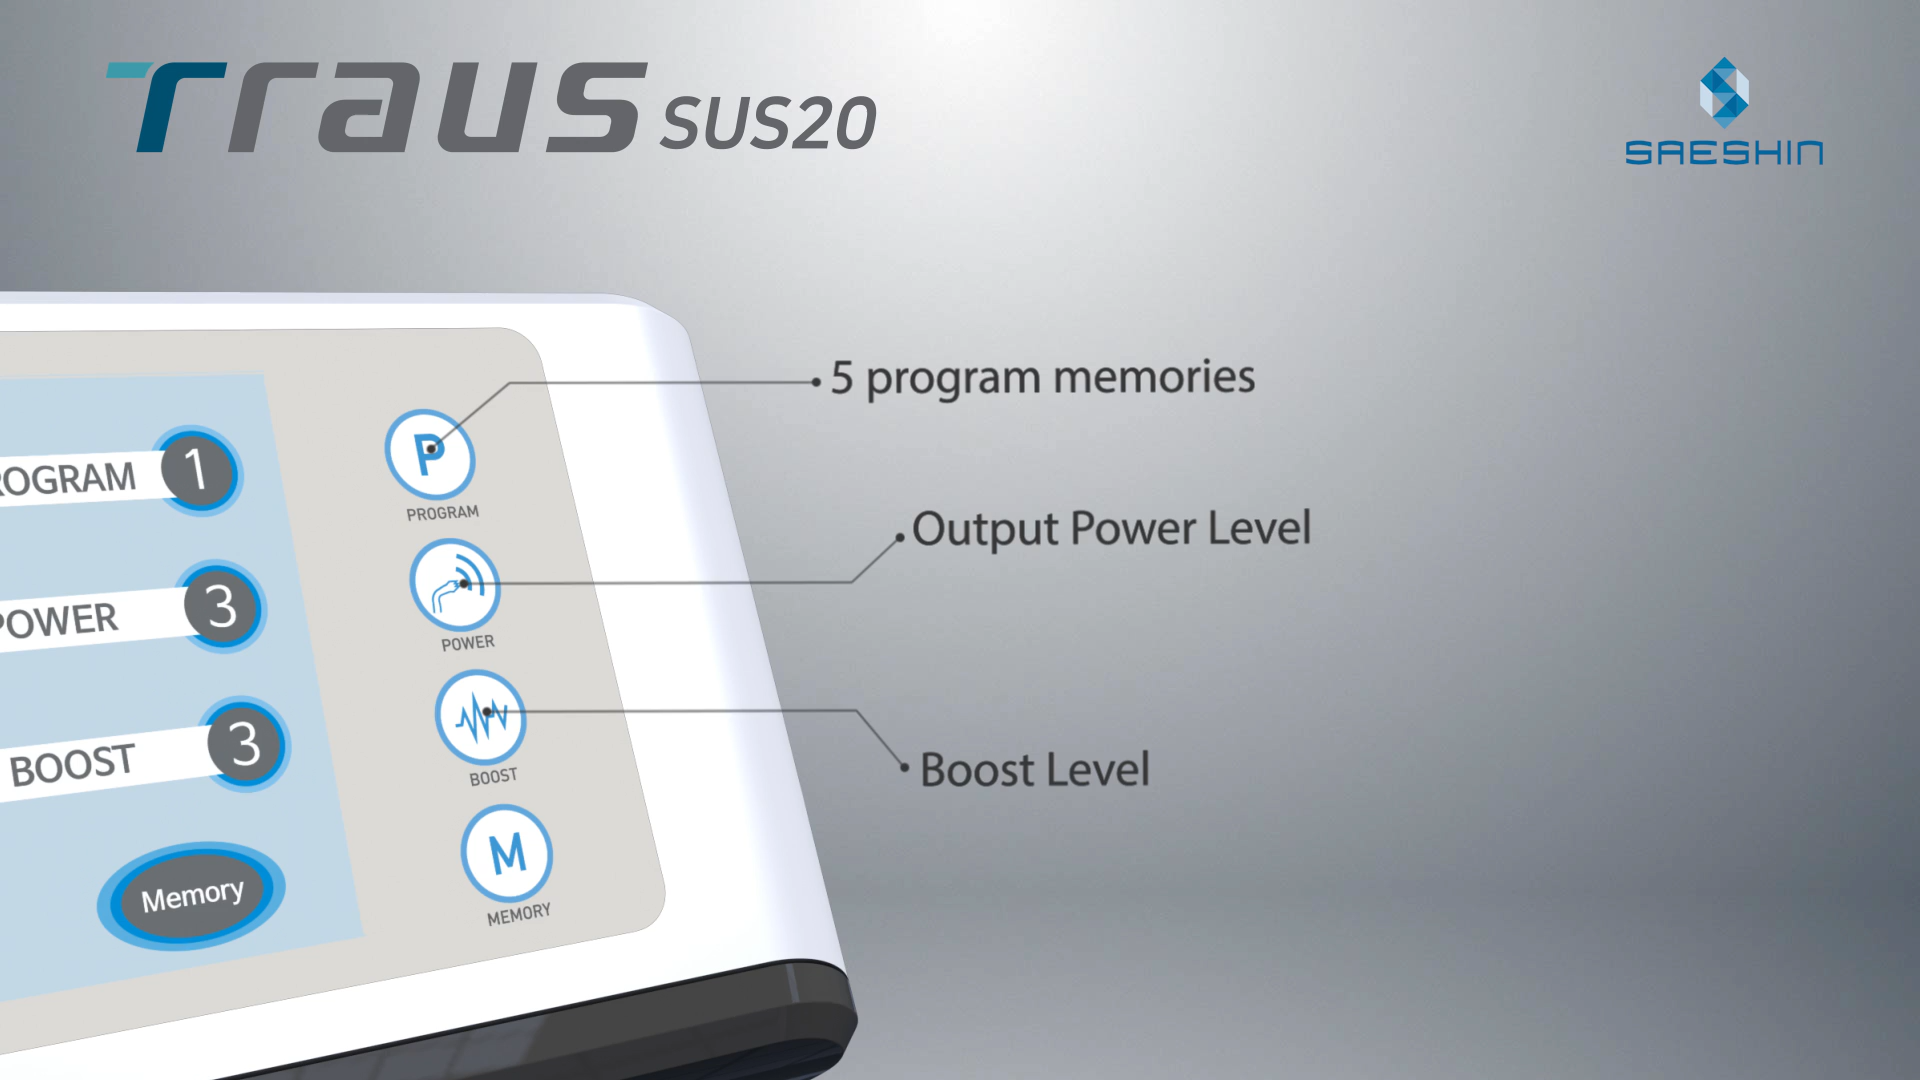 Traus SUS20
SAESHIN
5 program memories
Output Power Level
Boost Level
P
PROGRAM
POWER
BOOST
M
MEMORY
OGRAM 1
POWER 3
BOOST 3
Memory